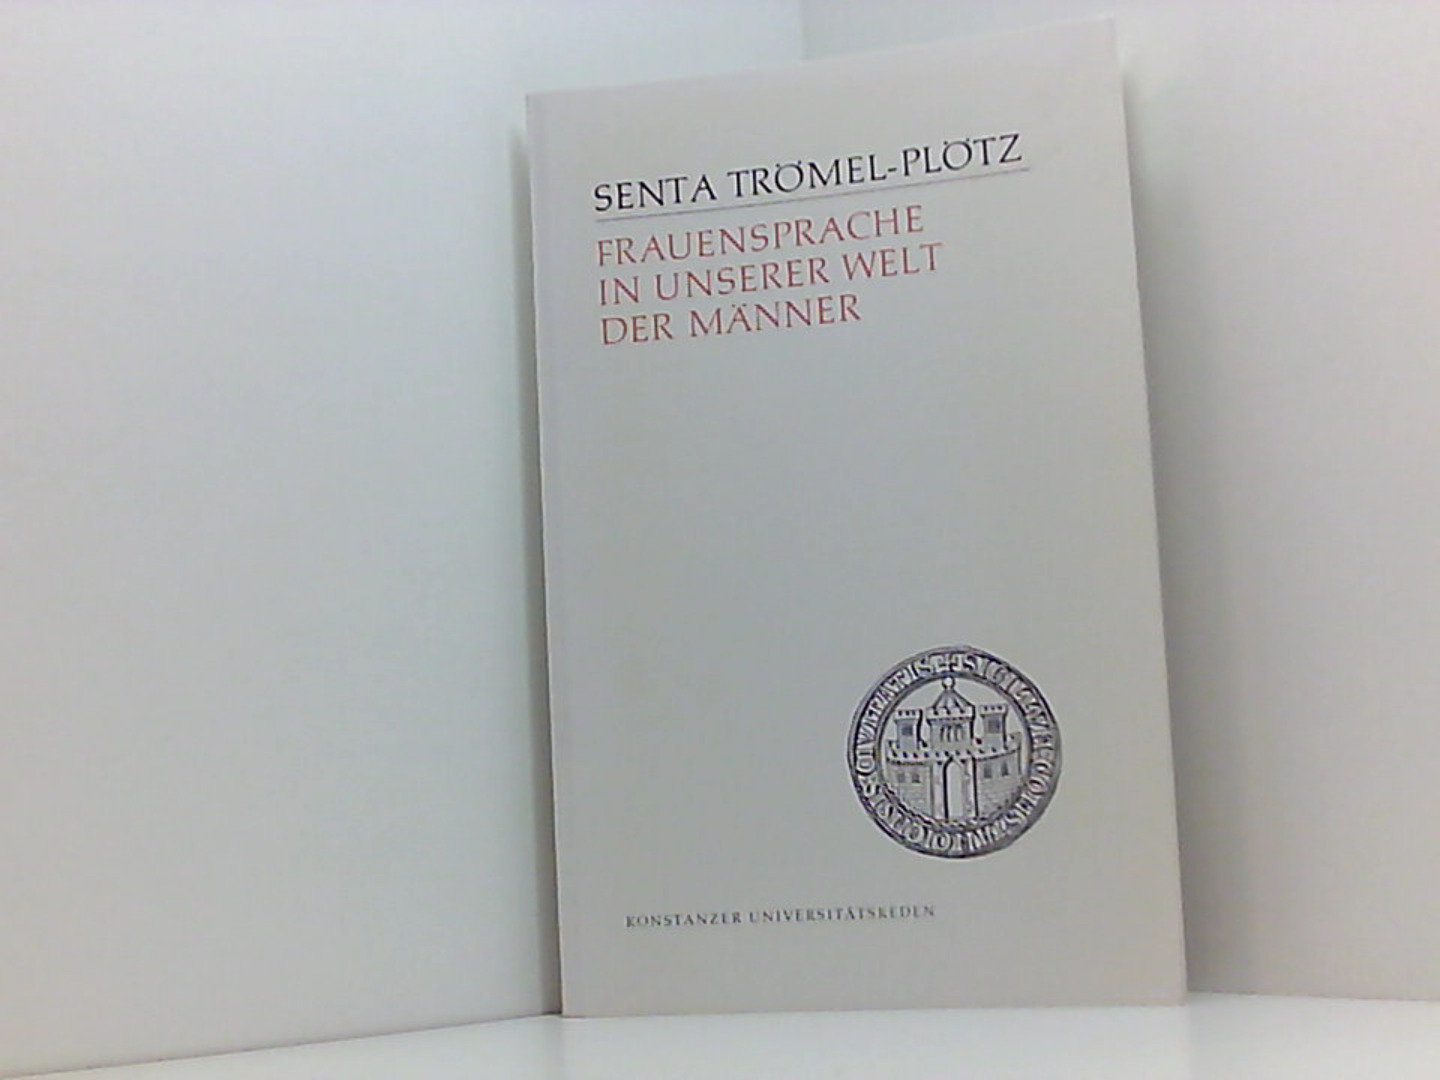 SENTA TRÖMEL-PLÖTZ
FRAUENSPRACHE
IN UNSERER WELT
DER MÄNNER
KONSTANZER UNIVERSITÄTSREDEN